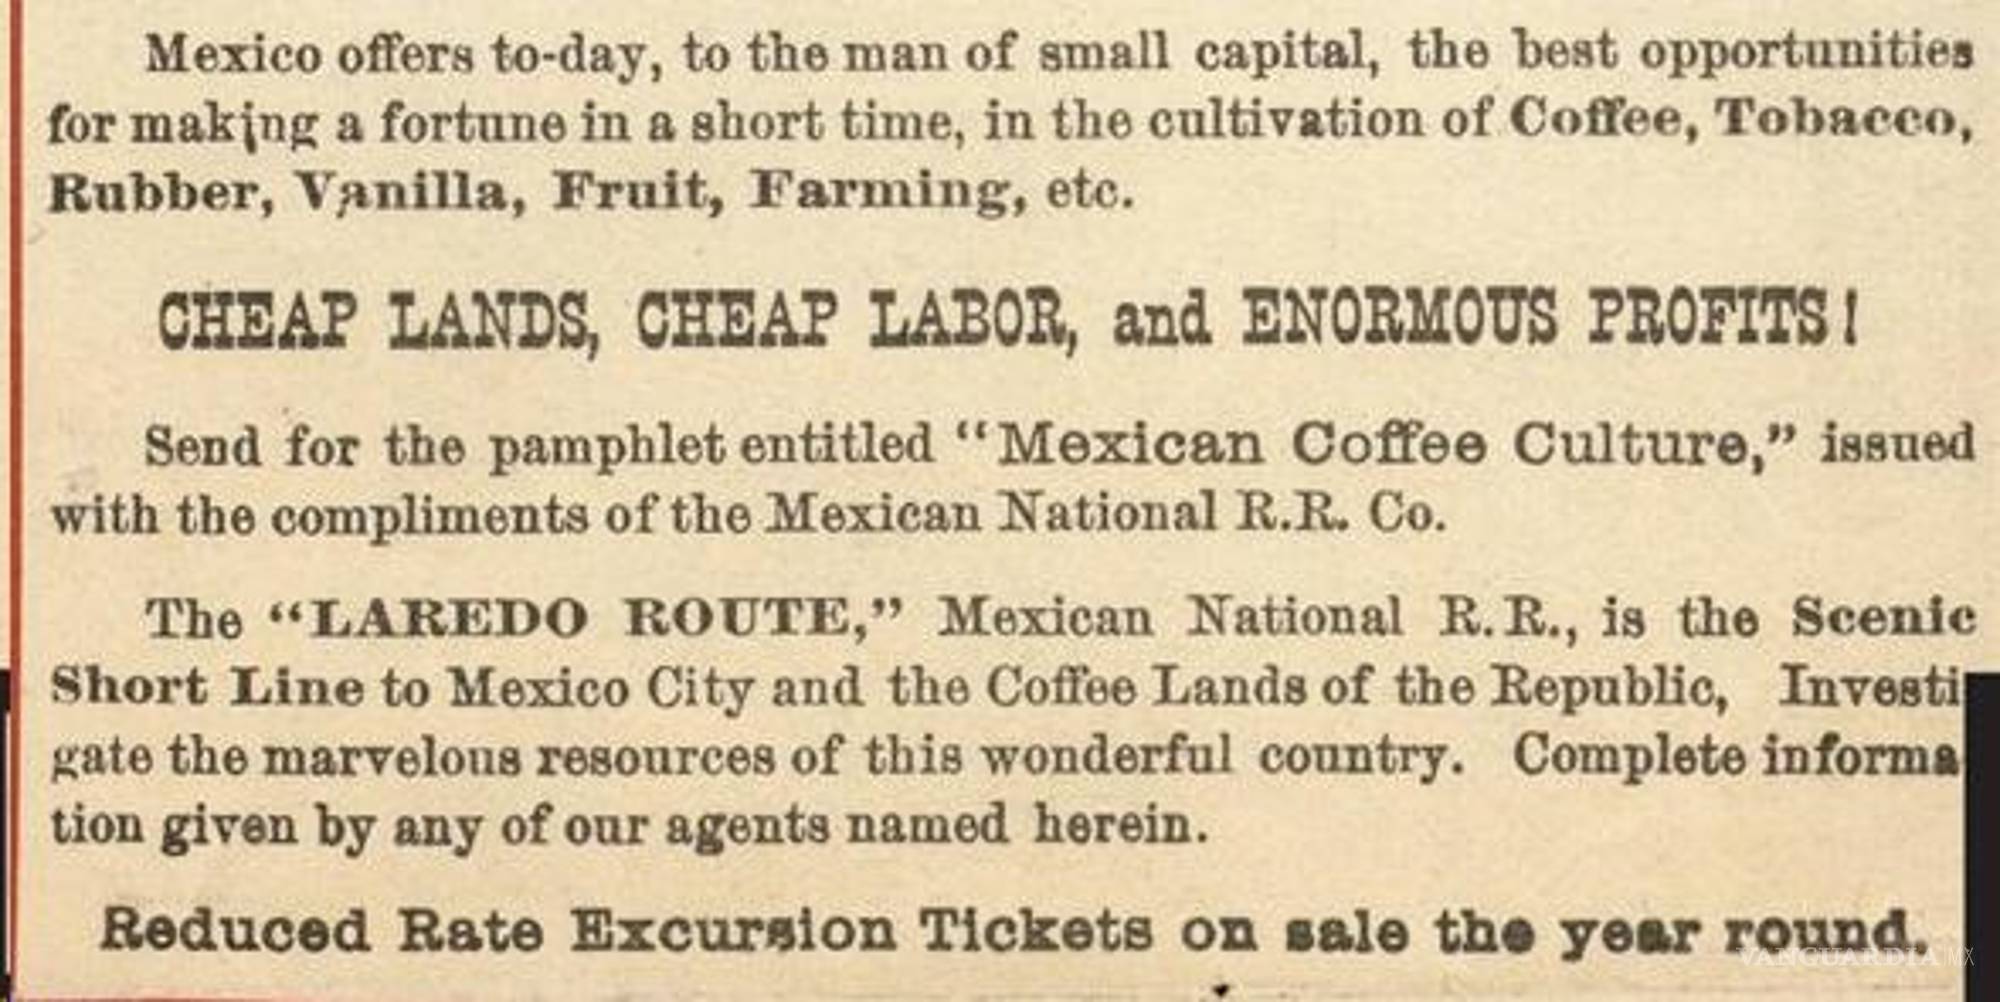 Mexico offers to-day, to the man of small capital, the best opportunities
for making a fortune in a short time, in the cultivation of Coffee, Tobacco,
Rubber, Vanilla, Fruit, Farming, etc.
CHEAP LANDS, CHEAP LABOR, and ENORMOUS PROFITS!
Send for the pamphlet entitled “Mexican Coffee Culture,” issued
with the compliments of the Mexican National R.R. Co.
The “LAREDO ROUTE,” Mexican National R.R., is the Scenic
Short Line to Mexico City and the Coffee Lands of the Republic, Investi
gate the marvelous resources of this wonderful country. Complete informa
tion given by any of our agents named herein.
Reduced Rate Excursion Tickets on sale the year round.
VANGUARDIA MX